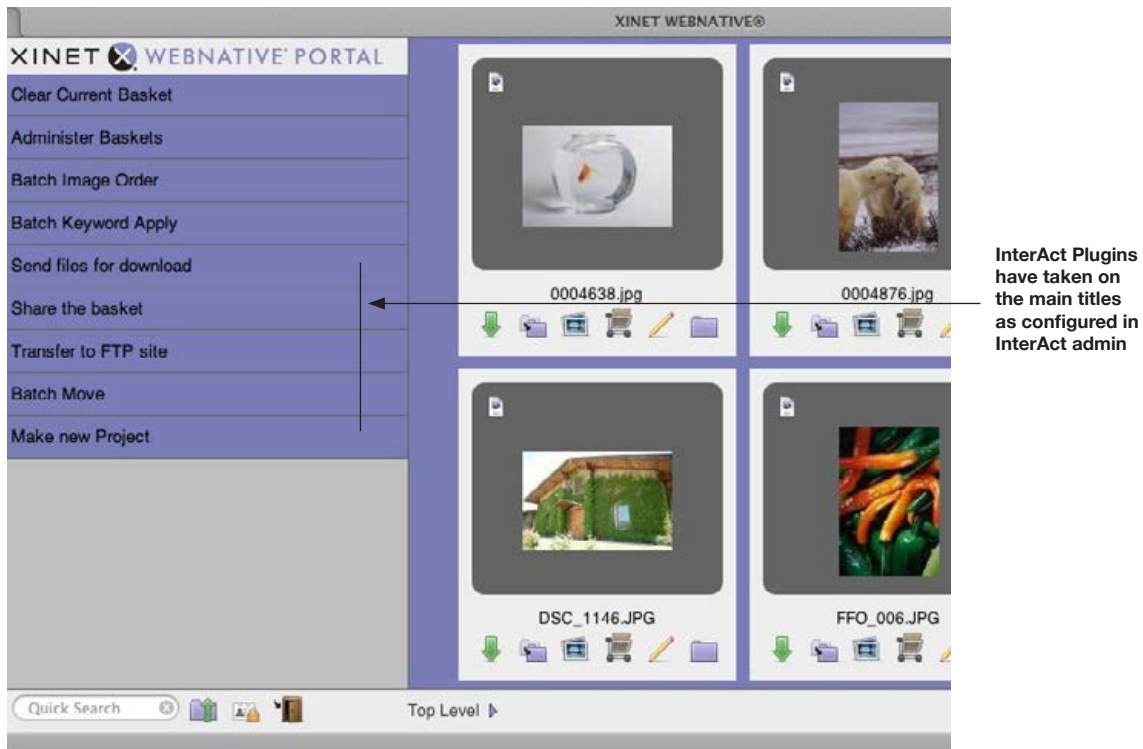 XINET WEBNATIVE®
XINET X WEBNATIVE® PORTAL
Clear Current Basket
Administer Baskets
Batch Image Order
Batch Keyword Apply
Send files for download
Share the basket
Transfer to FTP site
Batch Move
Make new Project
0004638.jpg
0004876.jpg
DSC_1146.JPG
FFO_006.JPG
InterAct Plugins
have taken on
the main titles
as configured in
InterAct admin
Quick Search
Top Level